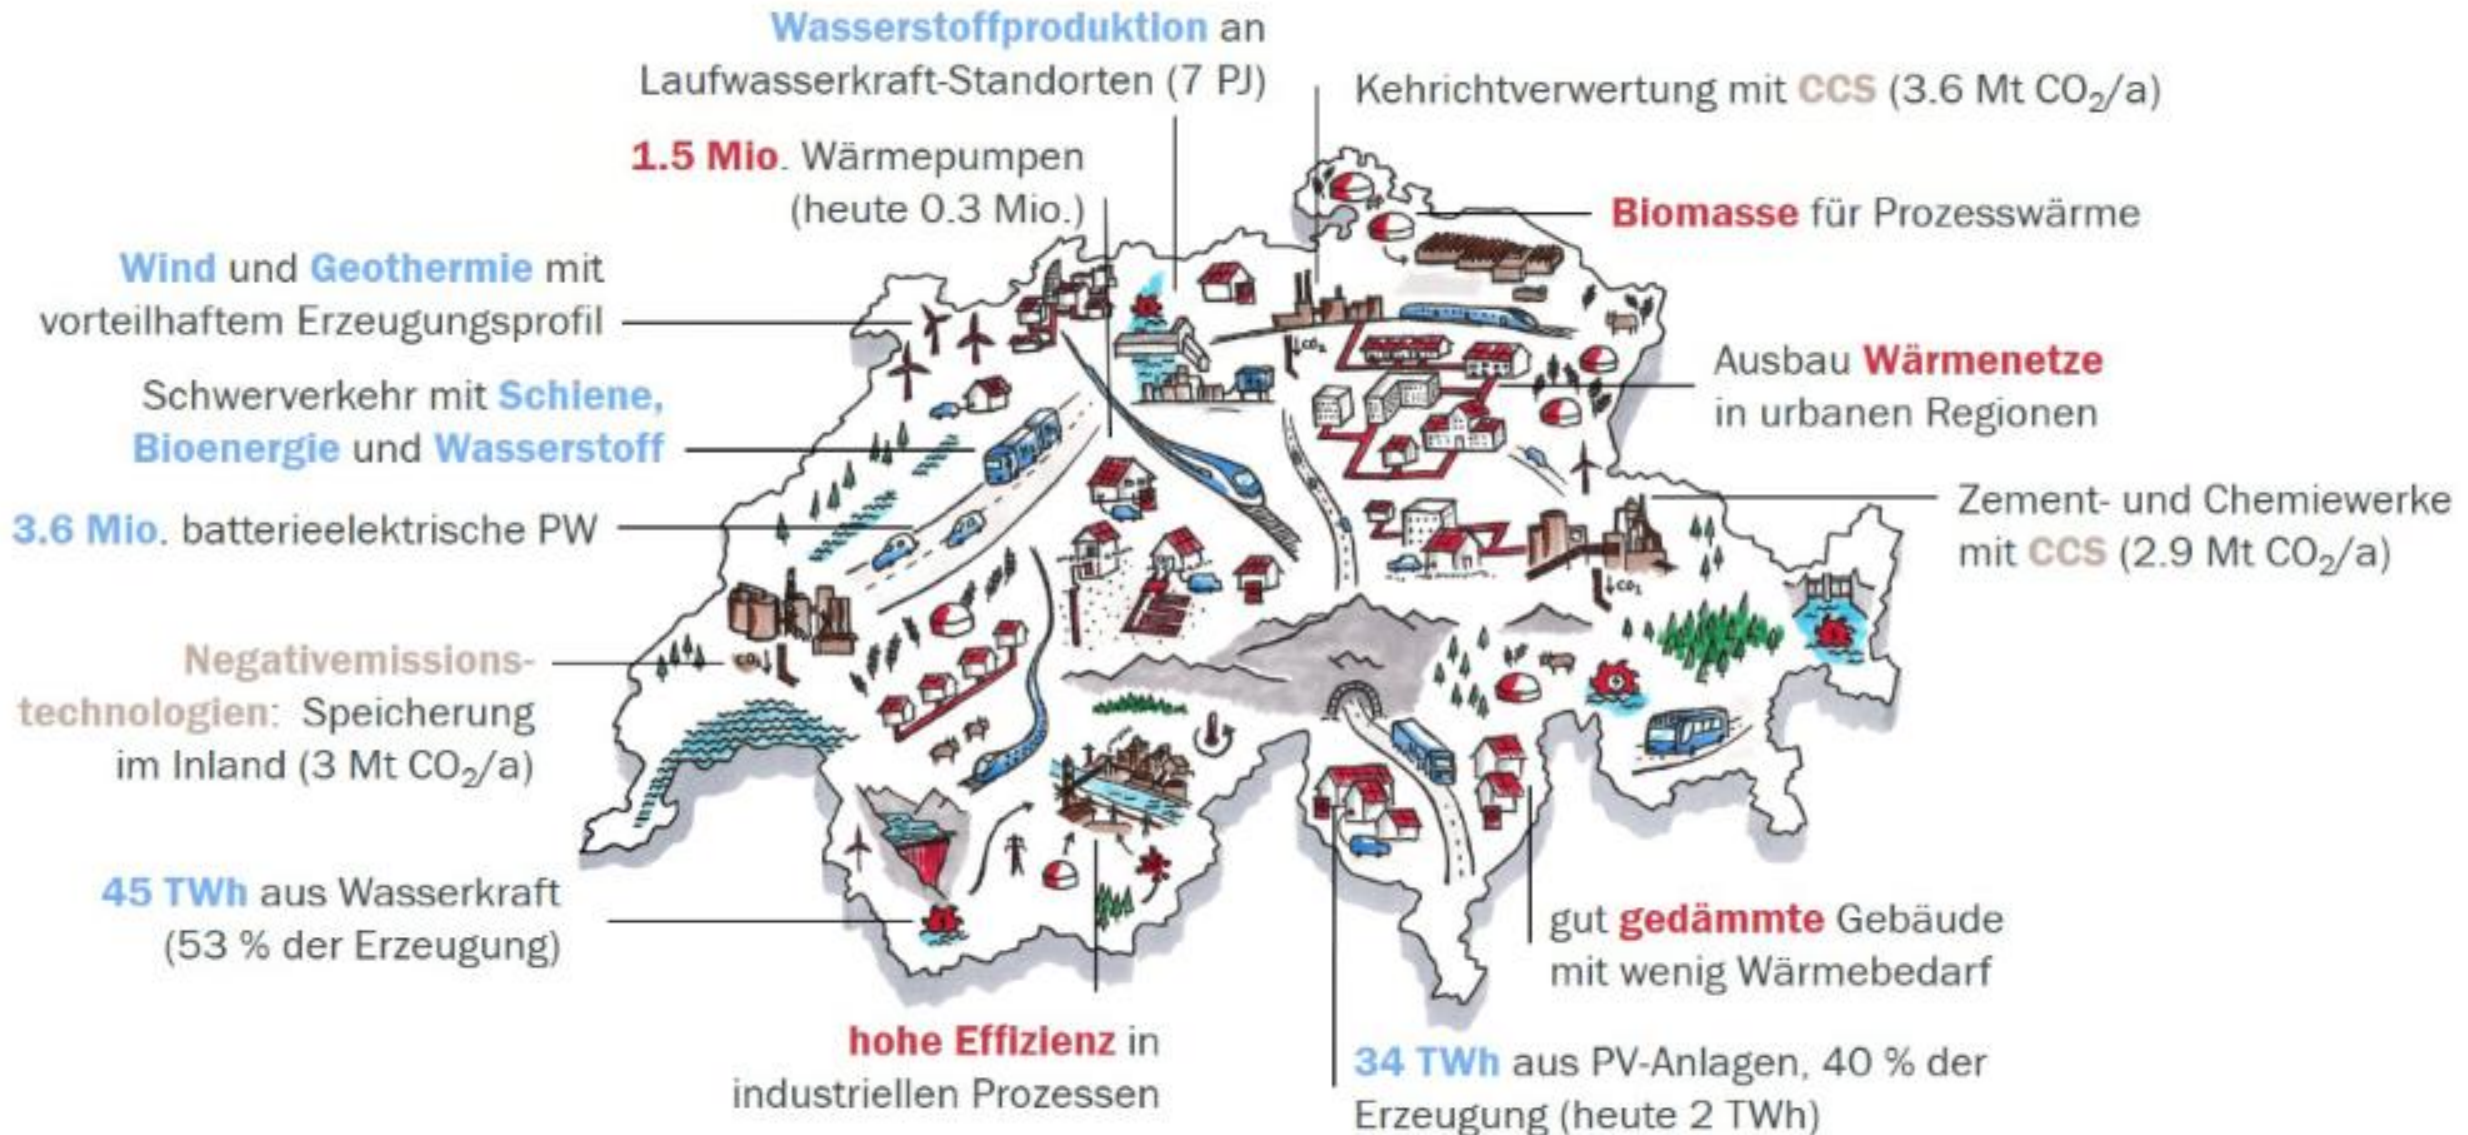 Wasserstoffproduktion an
Laufwasserkraft-Standorten (7 PJ)
Kehrichtverwertung mit CCS (3.6 Mt CO₂/a)
1.5 Mio. Wärmepumpen
(heute 0.3 Mio.)
Biomasse für Prozesswärme
Wind und Geothermie mit
vorteilhaftem Erzeugungsprofil
Ausbau Wärmenetze
in urbanen Regionen
Schwerverkehr mit Schiene,
Bioenergie und Wasserstoff
3.6 Mio. batterieelektrische PW
Zement- und Chemiewerke
mit CCS (2.9 Mt CO₂/a)
Negativemissions-
technologien: Speicherung
im Inland (3 Mt CO₂/a)
45 TWh aus Wasserkraft
(53 % der Erzeugung)
gut gedämmte Gebäude
mit wenig Wärmebedarf
hohe Effizienz in
industriellen Prozessen
34 TWh aus PV-Anlagen, 40 % der
Erzeugung (heute 2 TWh)
CO₂
CO₂
CO₂